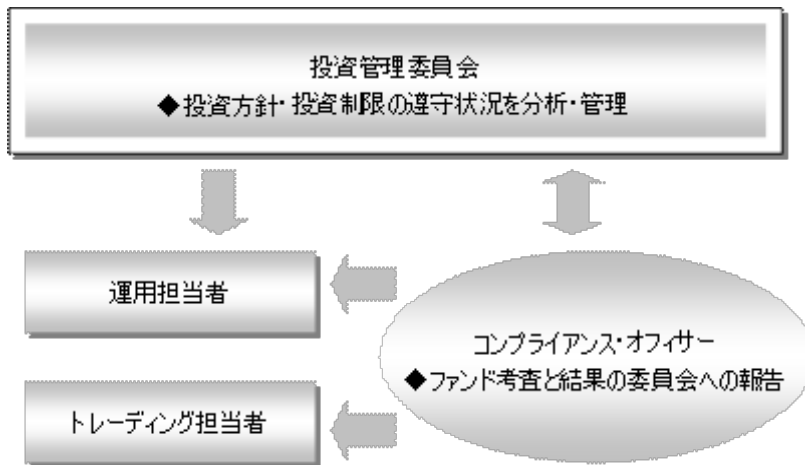 投資管理委員会
◆投資方針・投資制限の遵守状況を分析・管理
運用担当者
コンプライアンス・オフィサー
◆ファンド考査と結果の委員会への報告
トレーディング担当者